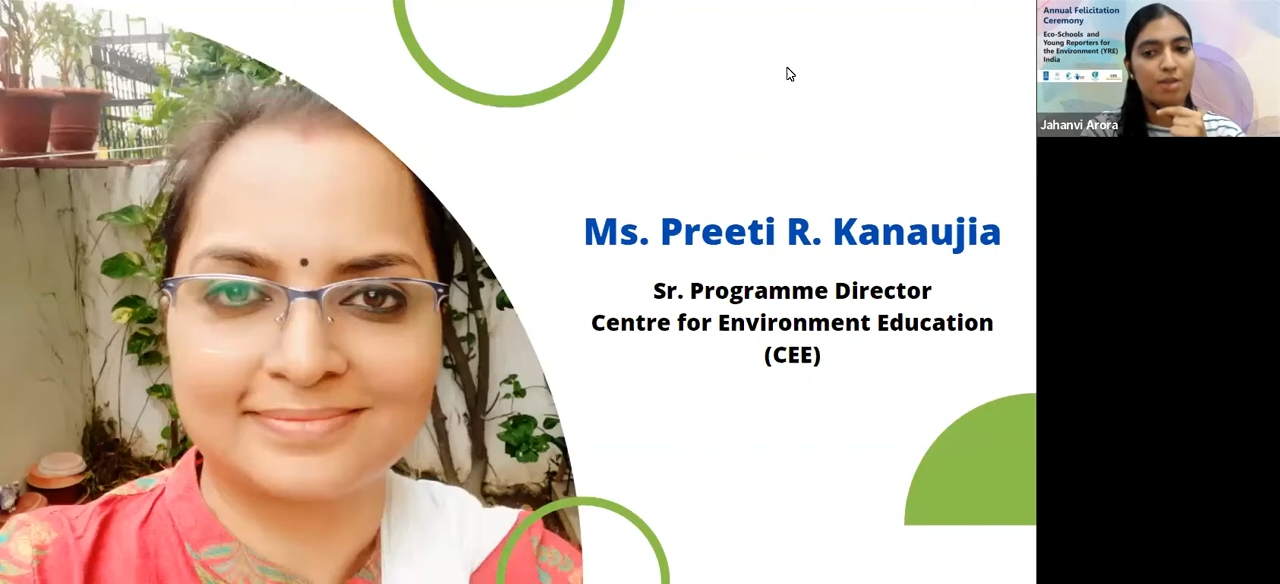 Ms. Preeti R. Kanaujia
Sr. Programme Director
Centre for Environment Education
(CEE)
Annual Felicitation
Ceremony
Eco-Schools and
Young Reporters for
the Environment (YRE)
India
Jahanvi Arora